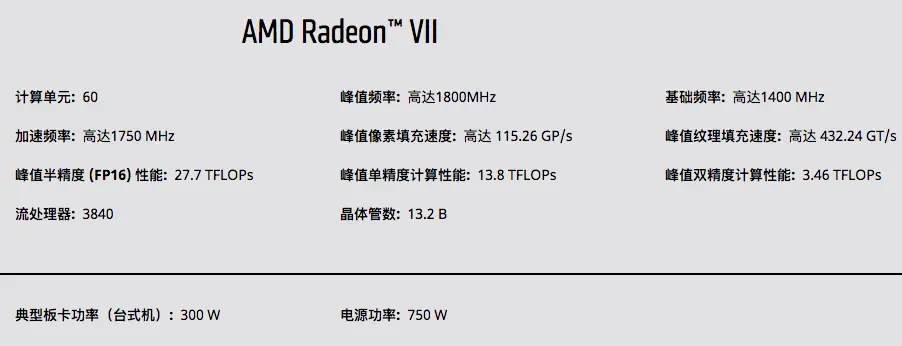 AMD Radeon™ VII
计算单元: 60 峰值频率: 高达1800MHz 基础频率: 高达1400 MHz
加速频率: 高达1750 MHz 峰值像素填充速度: 高达 115.26 GP/s 峰值纹理填充速度: 高达 432.24 GT/s
峰值半精度 (FP16) 性能: 27.7 TFLOPs 峰值单精度计算性能: 13.8 TFLOPs 峰值双精度计算性能: 3.46 TFLOPs
流处理器: 3840 晶体管数: 13.2 B
典型板卡功率（台式机）: 300 W 电源功率: 750 W